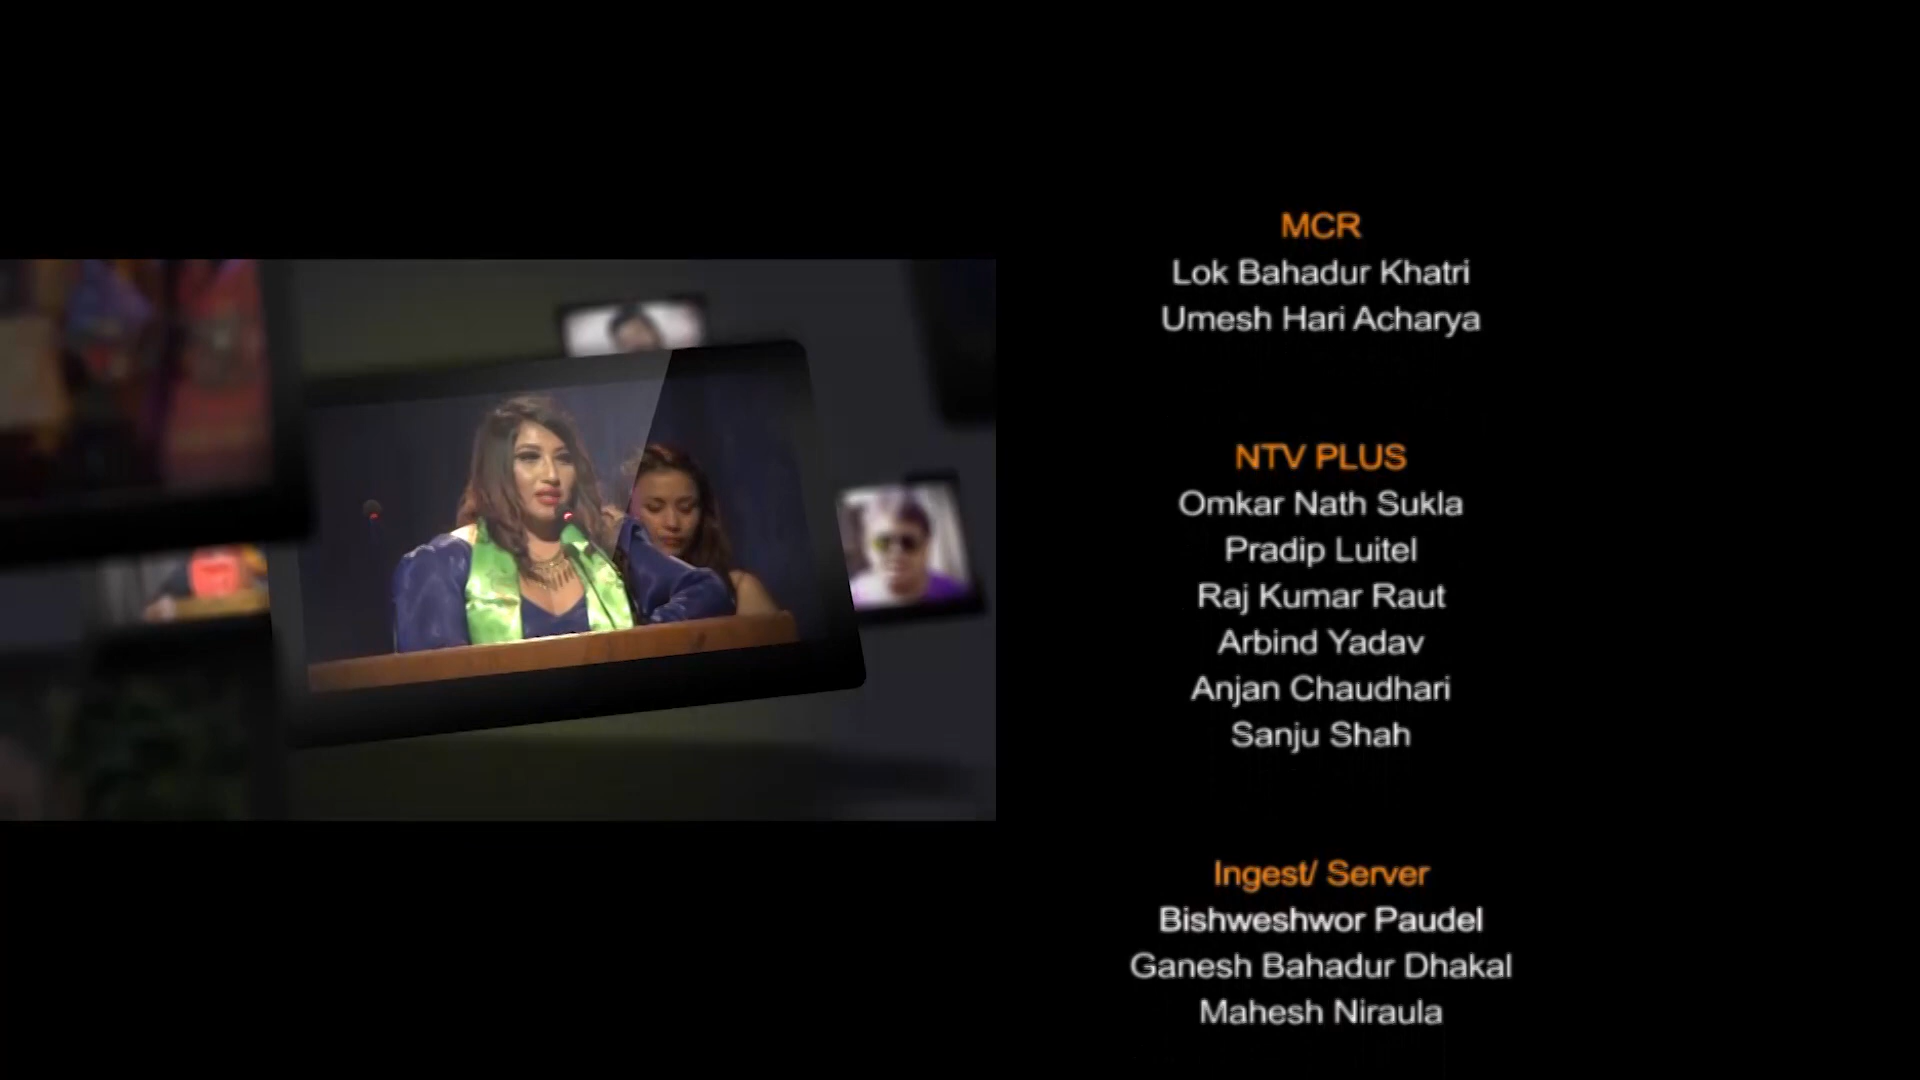 MCR
Lok Bahadur Khatri
Umesh Hari Acharya
NTV PLUS
Omkar Nath Sukla
Pradip Luitel
Raj Kumar Raut
Arbind Yadav
Anjan Chaudhari
Sanju Shah
Ingest/ Server
Bishweshwor Paudel
Ganesh Bahadur Dhakal
Mahesh Niraula